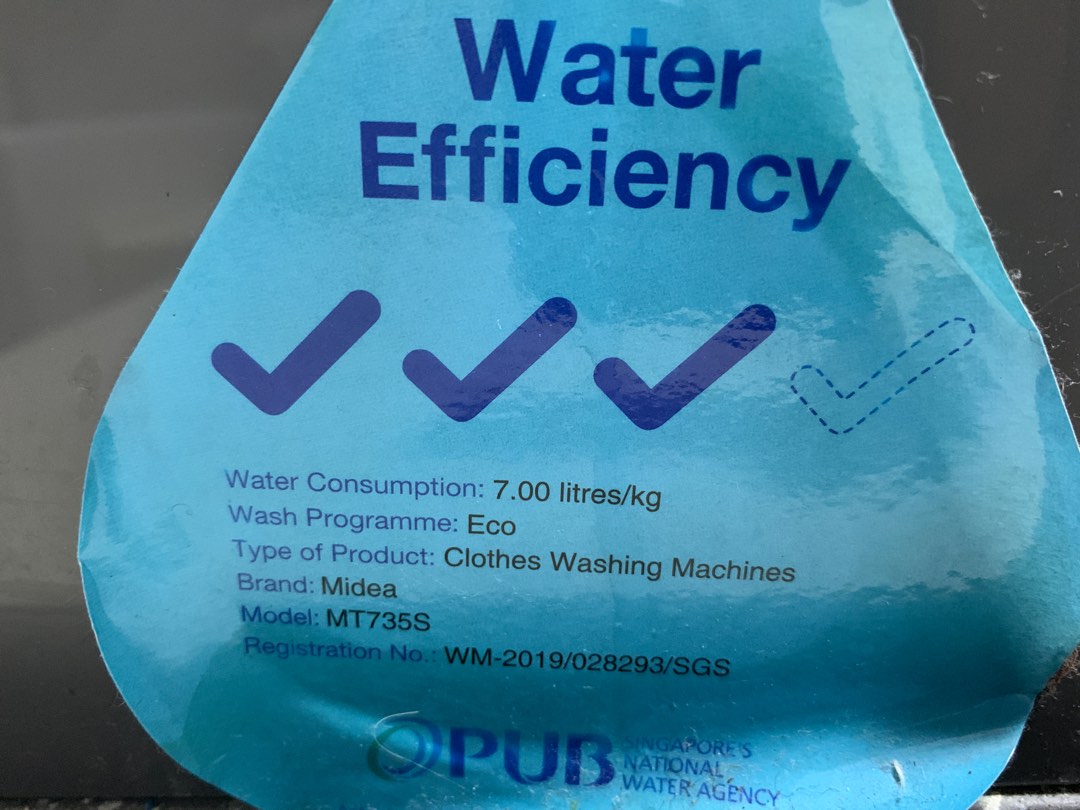 Water
Efficiency
Water Consumption: 7.00 litres/kg
Wash Programme: Eco
Type of Product: Clothes Washing Machines
Brand: Midea
Model: MT735S
Registration No.: WM-2019/028293/SGS
PUB
SINGAPORE'S
NATIONAL
WATER AGENCY